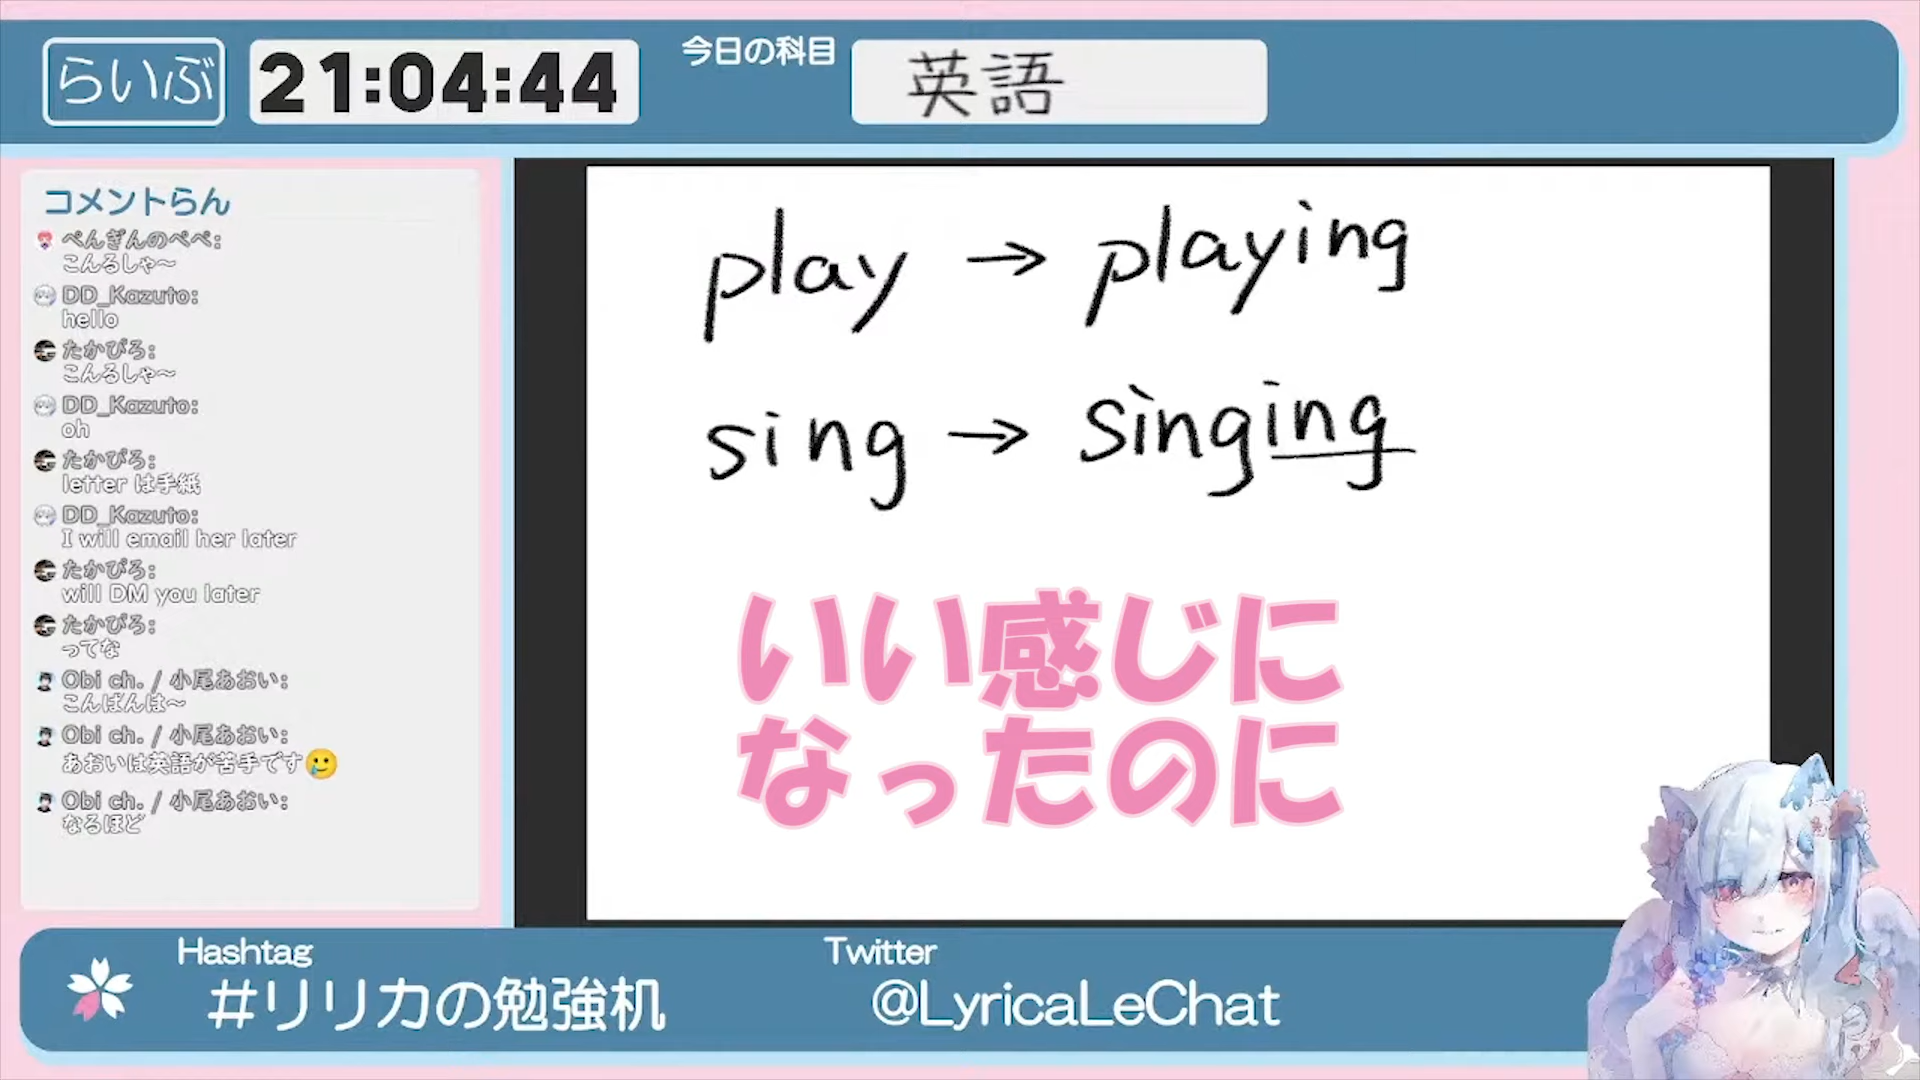 らいぶ
21:04:44
今日の科目
英語
コメントらん
ぺんぎんのペペ:
こんるしゃ～
DD_Kazuto:
hello
たかぴろ:
こんるしゃ～
DD_Kazuto:
oh
たかぴろ:
letter は手紙
DD_Kazuto:
I will email her later
たかぴろ:
will DM you later
たかぴろ:
ってな
Obi ch. / 小尾あおい:
こんばんは～
Obi ch. / 小尾あおい:
あおいは英語が苦手です🥲
Obi ch. / 小尾あおい:
なるほど
play → playing
sing → singing
いい感じに
なったのに
Hashtag
#リリカの勉強机
Twitter
@LyricaLeChat